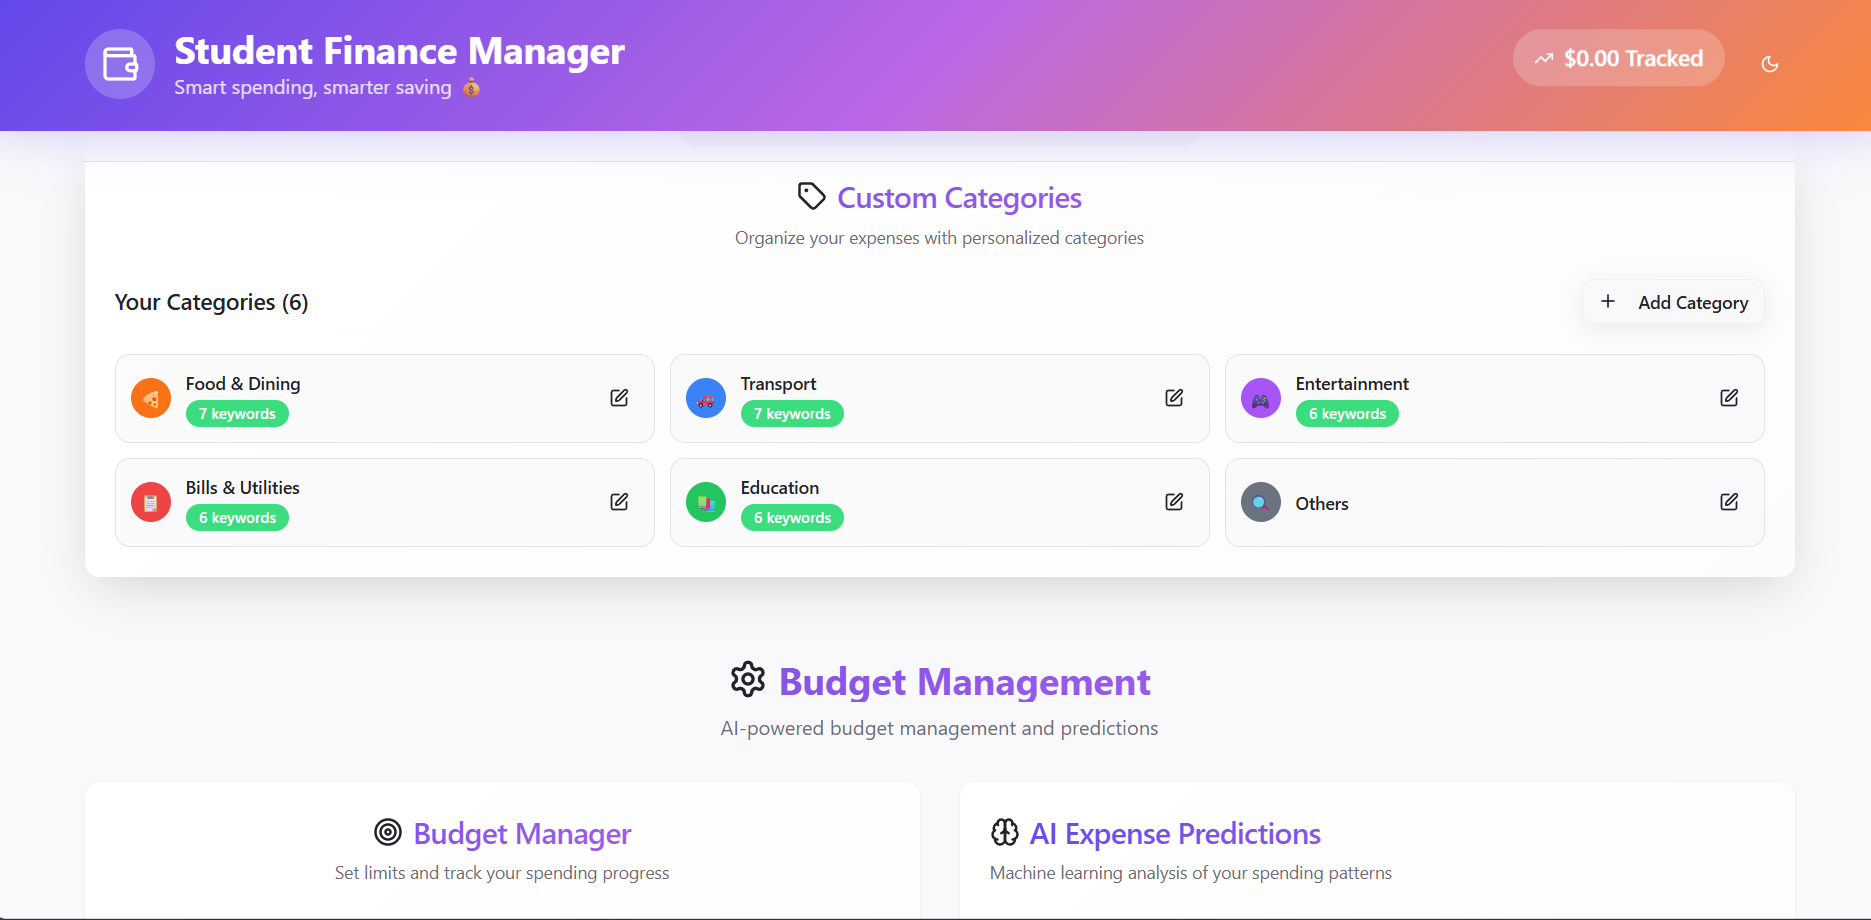 Student Finance Manager
Smart spending, smarter saving 💰
$0.00 Tracked
Custom Categories
Organize your expenses with personalized categories
Your Categories (6)
Add Category
Food & Dining
7 keywords
Transport
7 keywords
Entertainment
6 keywords
Bills & Utilities
6 keywords
Education
6 keywords
Others
Budget Management
AI-powered budget management and predictions
Budget Manager
Set limits and track your spending progress
AI Expense Predictions
Machine learning analysis of your spending patterns